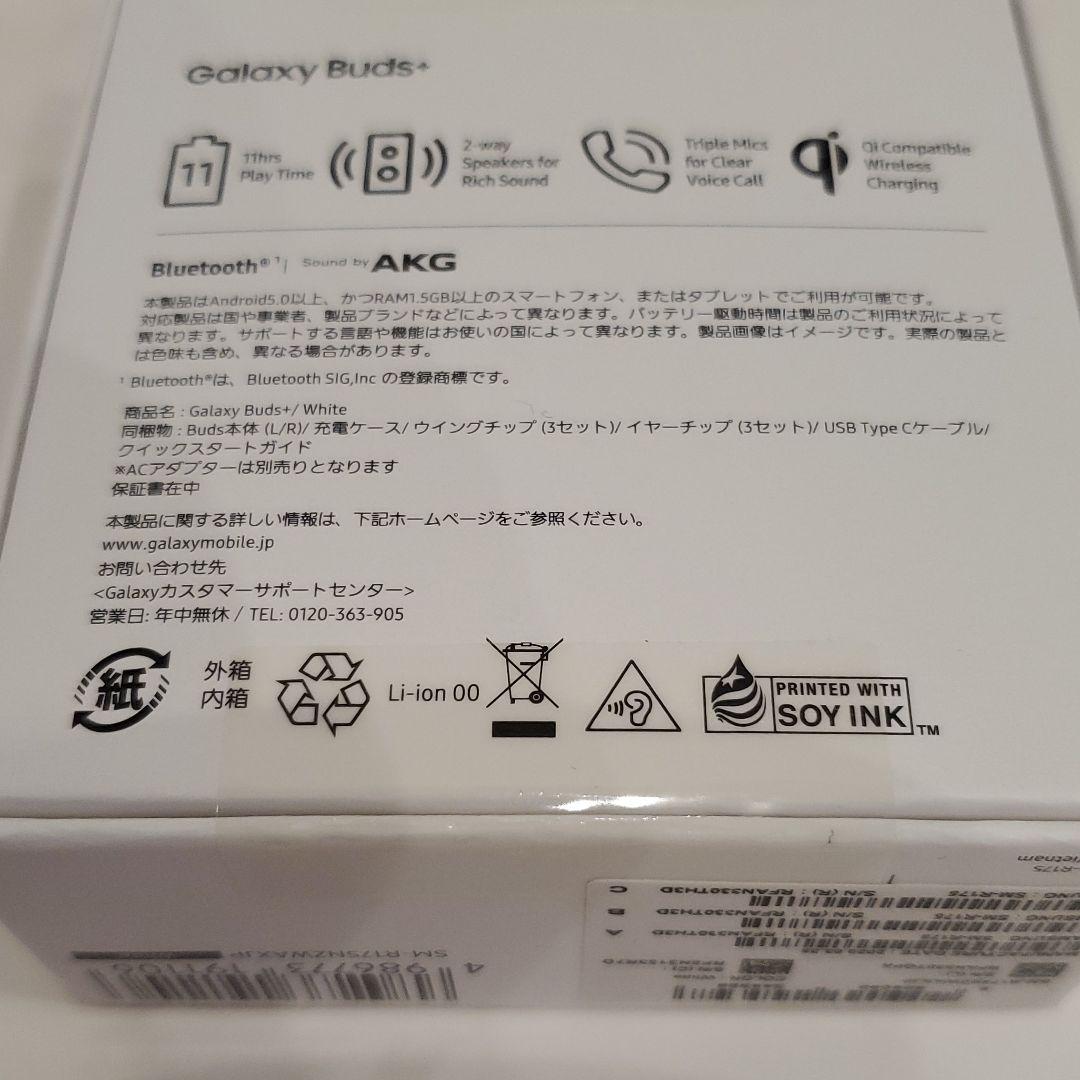 Galaxy Buds+
11
11hrs
Play Time
2-way
Speakers for
Rich Sound
Triple Mics
for Clear
Voice Call
Qi Compatible
Wireless
Charging
Bluetooth®¹ | Sound by AKG
本製品はAndroid5.0以上、かつRAM1.5GB以上のスマートフォン、またはタブレットでご利用が可能です。
対応製品は国や事業者、製品ブランドなどによって異なります。バッテリー駆動時間は製品のご利用状況によって
異なります。サポートする言語や機能はお使いの国によって異なります。製品画像はイメージです。実際の製品と
は色味も含め、異なる場合があります。
¹ Bluetooth®は、Bluetooth SIG,Inc の登録商標です。
商品名 : Galaxy Buds+/ White
同梱物 : Buds本体 (L/R)/ 充電ケース/ ウイングチップ (3セット)/ イヤーチップ (3セット)/ USB Type Cケーブル/
クイックスタートガイド
※ACアダプターは別売りとなります
保証書在中
本製品に関する詳しい情報は、下記ホームページをご参照ください。
www.galaxymobile.jp
お問い合わせ先
<Galaxyカスタマーサポートセンター>
営業日: 年中無休 / TEL: 0120-363-905
紙
外箱
内箱
Li-ion 00
PRINTED WITH
SOY INK
TM
SM-R175NZWAXJP